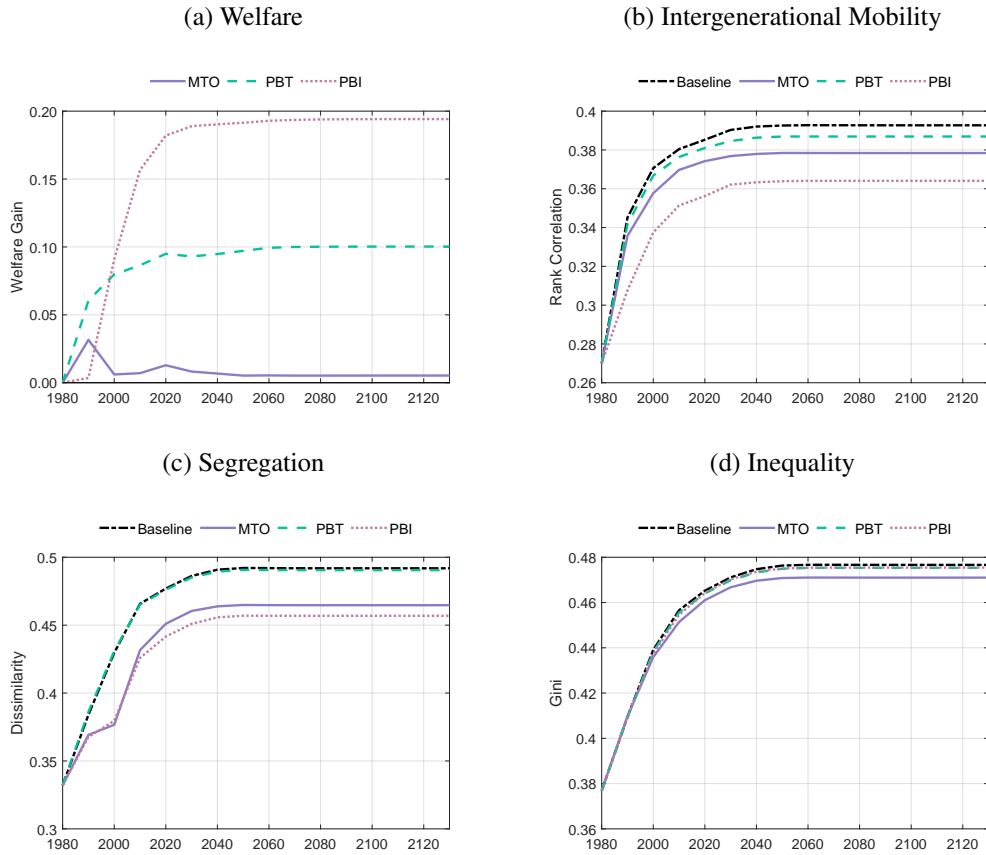 (a) Welfare
MTO PBT PBI
Welfare Gain
0.20
0.15
0.10
0.05
0.00
1980 2000 2020 2040 2060 2080 2100 2120
(b) Intergenerational Mobility
Baseline MTO PBT PBI
Rank Correlation
0.4
0.38
0.36
0.34
0.32
0.3
0.28
0.26
1980 2000 2020 2040 2060 2080 2100 2120
(c) Segregation
Baseline MTO PBT PBI
Dissimilarity
0.5
0.45
0.4
0.35
0.3
1980 2000 2020 2040 2060 2080 2100 2120
(d) Inequality
Baseline MTO PBT PBI
Gini
0.48
0.46
0.44
0.42
0.4
0.38
0.36
1980 2000 2020 2040 2060 2080 2100 2120